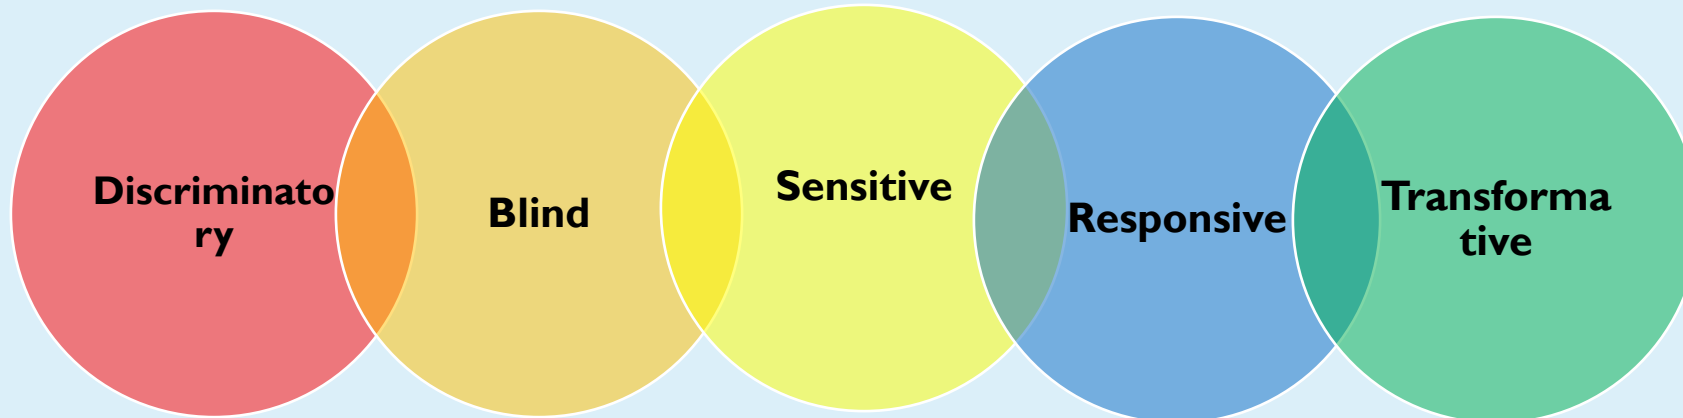 Discriminato
ry
Blind
Sensitive
Responsive
Transforma
tive